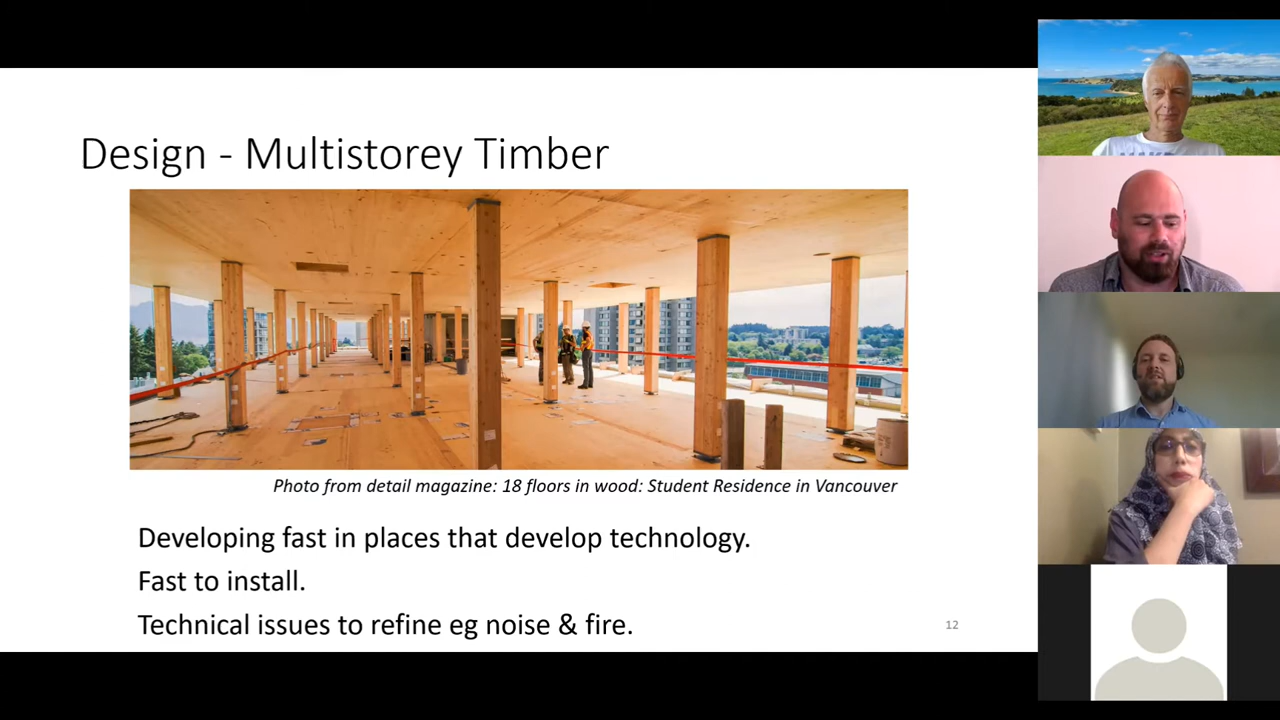 Design - Multistorey Timber
Photo from detail magazine: 18 floors in wood: Student Residence in Vancouver
Developing fast in places that develop technology.
Fast to install.
Technical issues to refine eg noise & fire.
12